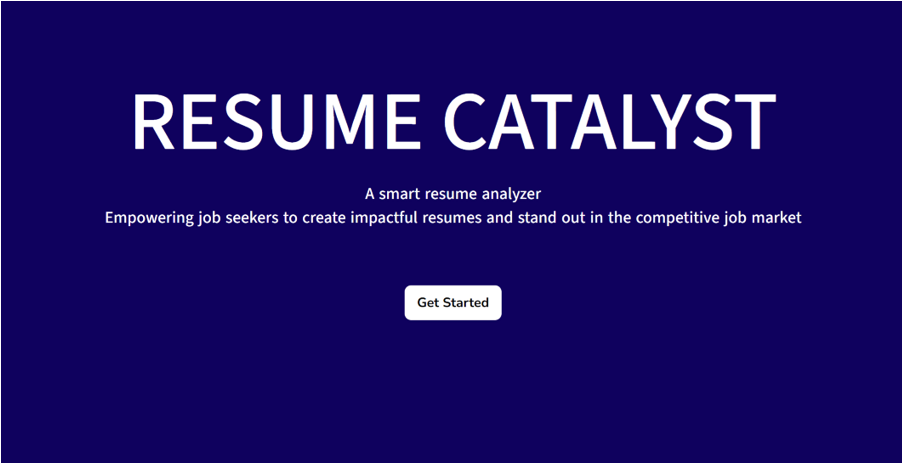 RESUME CATALYST
A smart resume analyzer
Empowering job seekers to create impactful resumes and stand out in the competitive job market
Get Started